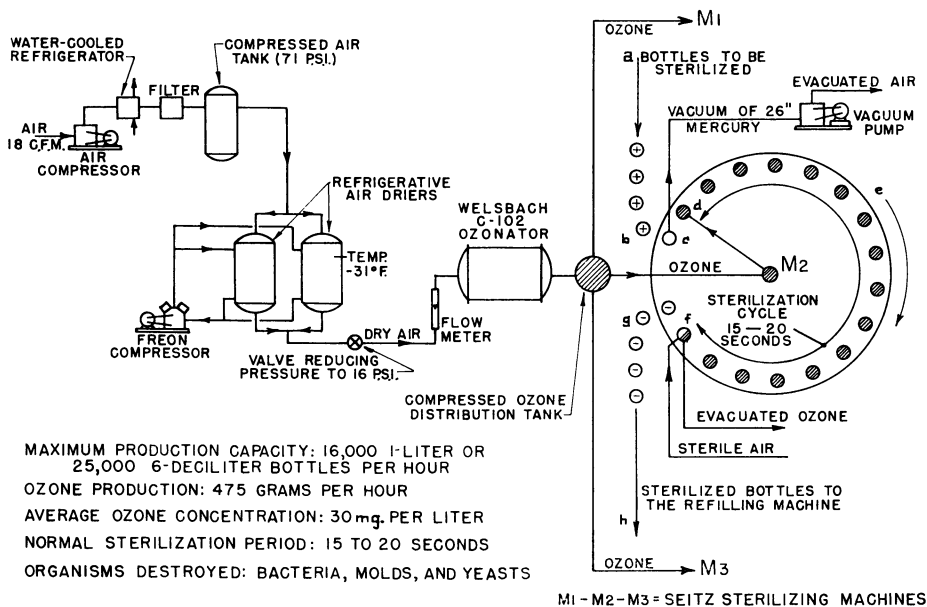 WATER-COOLED
REFRIGERATOR
COMPRESSED AIR
TANK (71 P.S.I.)
FILTER
AIR
18 C.F.M.
AIR
COMPRESSOR
REFRIGERATIVE
AIR DRIERS
TEMP.
-31°F.
FREON
COMPRESSOR
DRY AIR
VALVE REDUCING
PRESSURE TO 16 P.S.I.
FLOW
METER
WELSBACH
C-102
OZONATOR
COMPRESSED OZONE
DISTRIBUTION TANK
OZONE
M1
a BOTTLES TO BE
STERILIZED
EVACUATED AIR
VACUUM OF 26"
MERCURY
VACUUM
PUMP
b
c
d
e
OZONE
M2
STERILIZATION
CYCLE
15 — 20
SECONDS
f
g
EVACUATED OZONE
STERILE AIR
STERILIZED BOTTLES TO
THE REFILLING MACHINE
h
OZONE
M3
MAXIMUM PRODUCTION CAPACITY: 16,000 1-LITER OR
25,000 6-DECILITER BOTTLES PER HOUR
OZONE PRODUCTION: 475 GRAMS PER HOUR
AVERAGE OZONE CONCENTRATION: 30 mg. PER LITER
NORMAL STERILIZATION PERIOD: 15 TO 20 SECONDS
ORGANISMS DESTROYED: BACTERIA, MOLDS, AND YEASTS
M1-M2-M3= SEITZ STERILIZING MACHINES